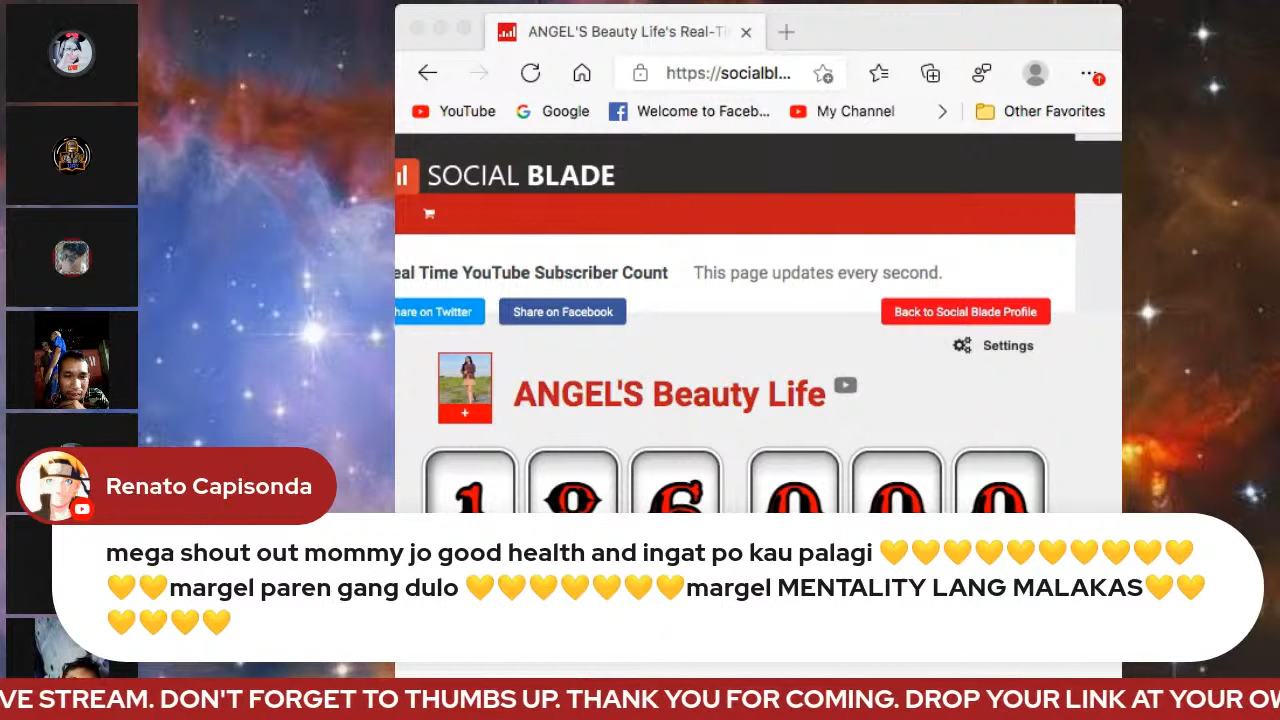 ANGEL'S Beauty Life's Real-Ti
https://socialbl...
YouTube Google Welcome to Faceb... My Channel Other Favorites
SOCIAL BLADE
eal Time YouTube Subscriber Count This page updates every second.
hare on Twitter Share on Facebook Back to Social Blade Profile
Settings
+
ANGEL'S Beauty Life
186 000
Renato Capisonda
mega shout out mommy jo good health and ingat po kau palagi 💛💛💛💛💛💛💛💛💛💛
💛💛margel paren gang dulo 💛💛💛💛💛💛💛margel MENTALITY LANG MALAKAS💛💛
💛💛💛💛
VE STREAM. DON'T FORGET TO THUMBS UP. THANK YOU FOR COMING. DROP YOUR LINK AT YOUR OW